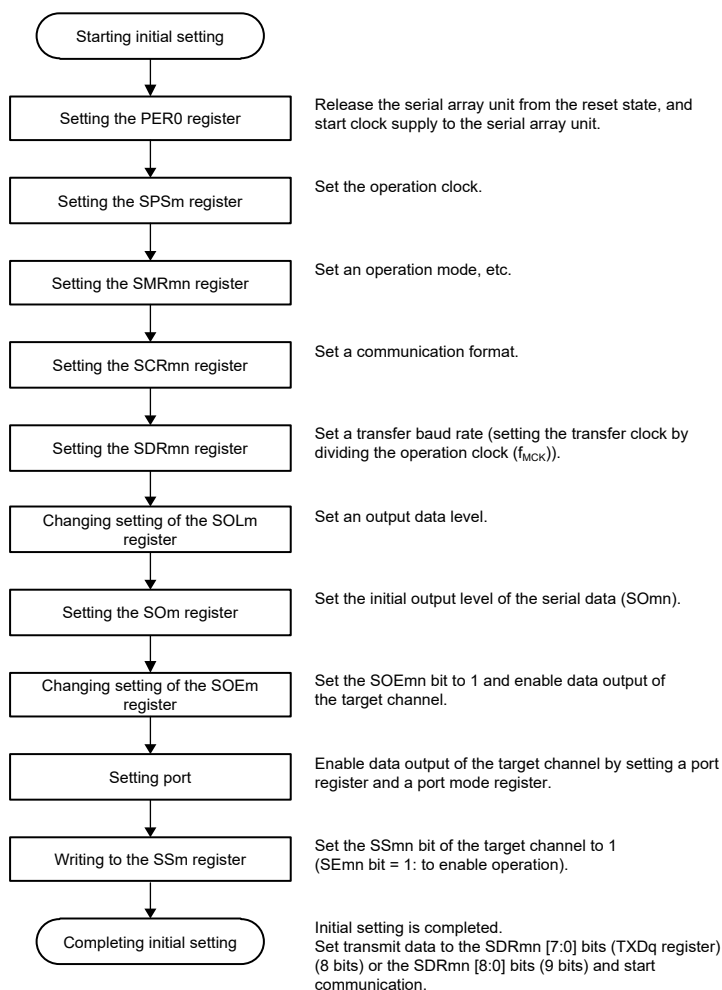 Starting initial setting
Setting the PER0 register
Release the serial array unit from the reset state, and
start clock supply to the serial array unit.
Setting the SPSm register
Set the operation clock.
Setting the SMRmn register
Set an operation mode, etc.
Setting the SCRmn register
Set a communication format.
Setting the SDRmn register
Set a transfer baud rate (setting the transfer clock by
dividing the operation clock (fMCK)).
Changing setting of the SOLm
register
Set an output data level.
Setting the SOm register
Set the initial output level of the serial data (SOmn).
Changing setting of the SOEm
register
Set the SOEmn bit to 1 and enable data output of
the target channel.
Setting port
Enable data output of the target channel by setting a port
register and a port mode register.
Writing to the SSm register
Set the SSmn bit of the target channel to 1
(SEmn bit = 1: to enable operation).
Completing initial setting
Initial setting is completed.
Set transmit data to the SDRmn [7:0] bits (TXDq register)
(8 bits) or the SDRmn [8:0] bits (9 bits) and start
communication.